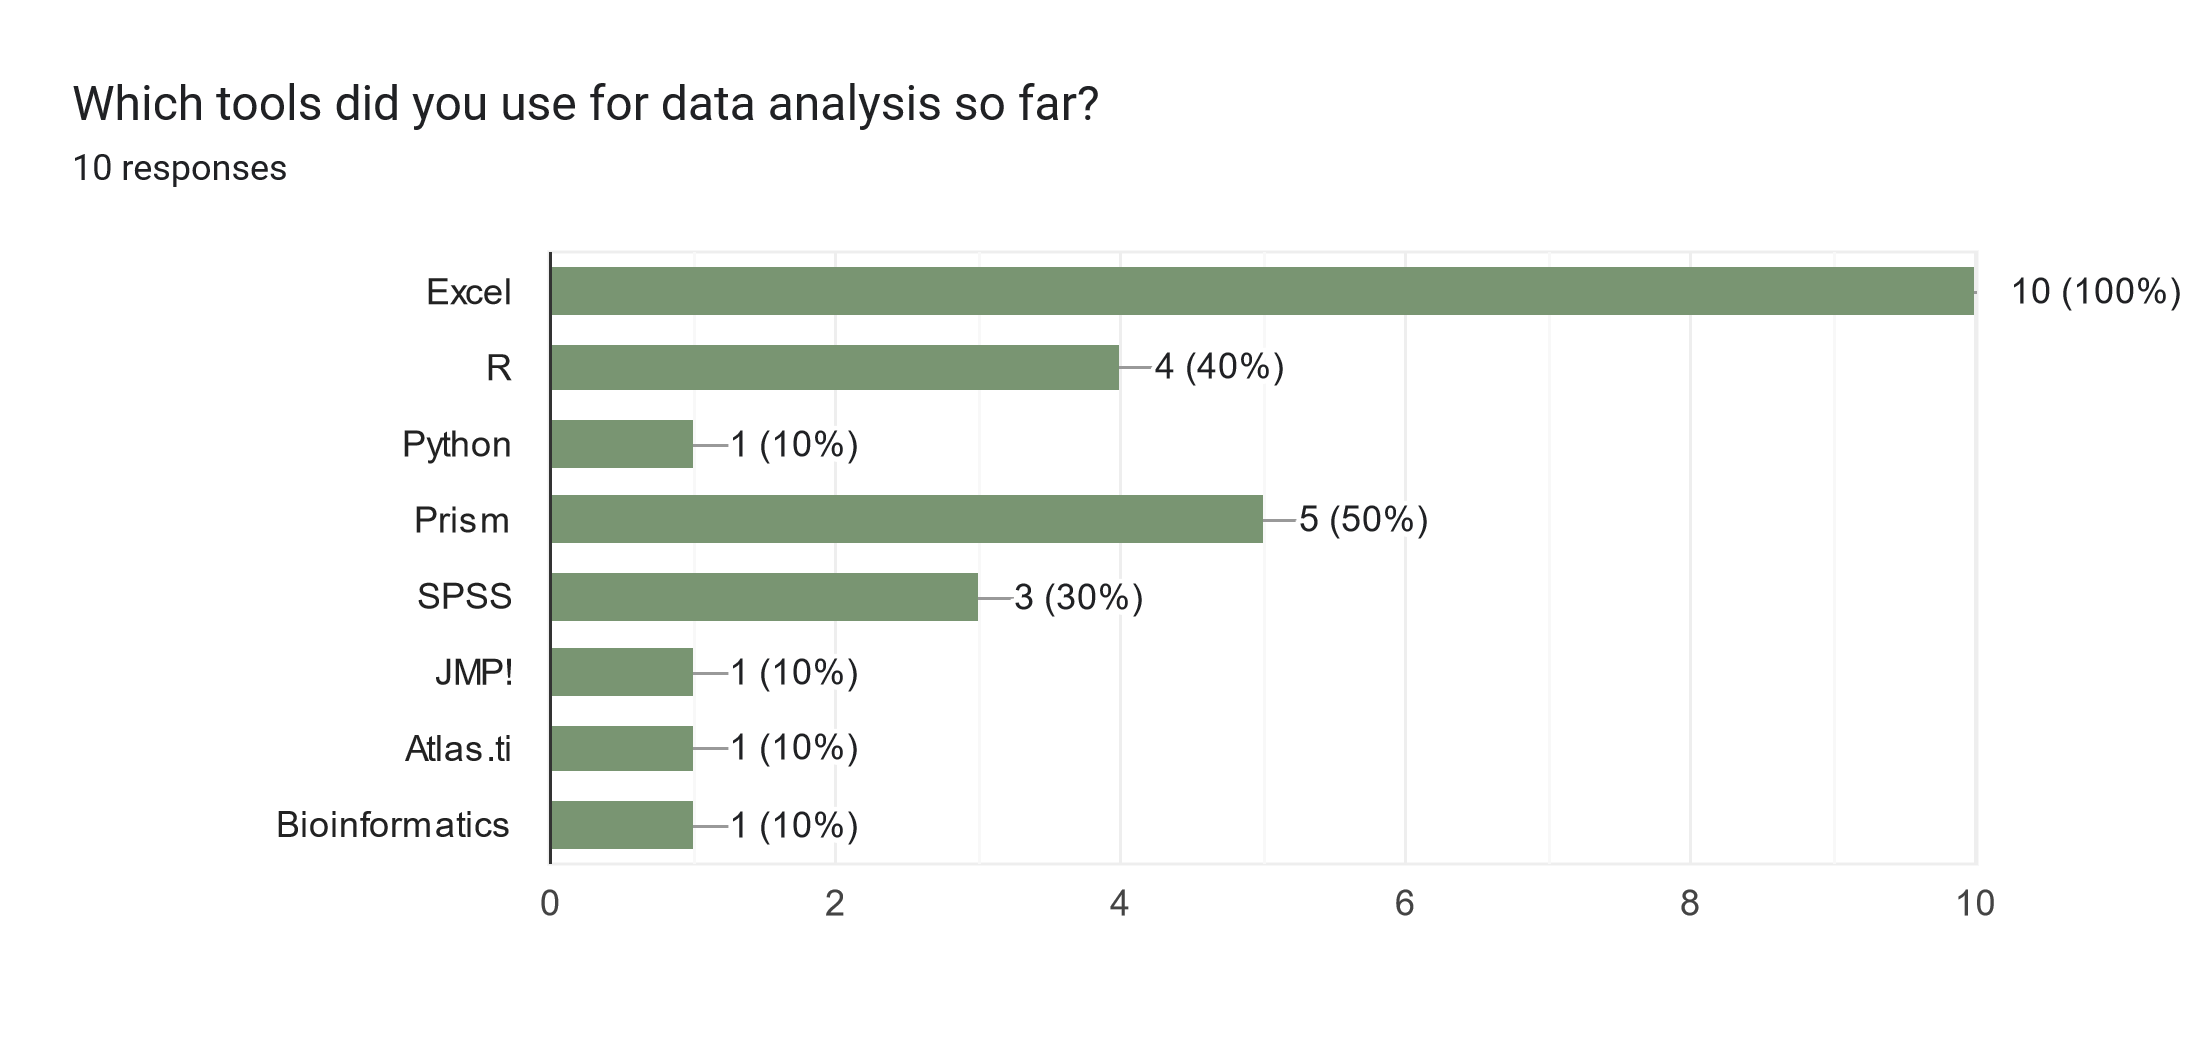 Which tools did you use for data analysis so far?
10 responses
Excel 10 (100%)
R 4 (40%)
Python 1 (10%)
Prism 5 (50%)
SPSS 3 (30%)
JMP! 1 (10%)
Atlas.ti 1 (10%)
Bioinformatics 1 (10%)
0 2 4 6 8 10